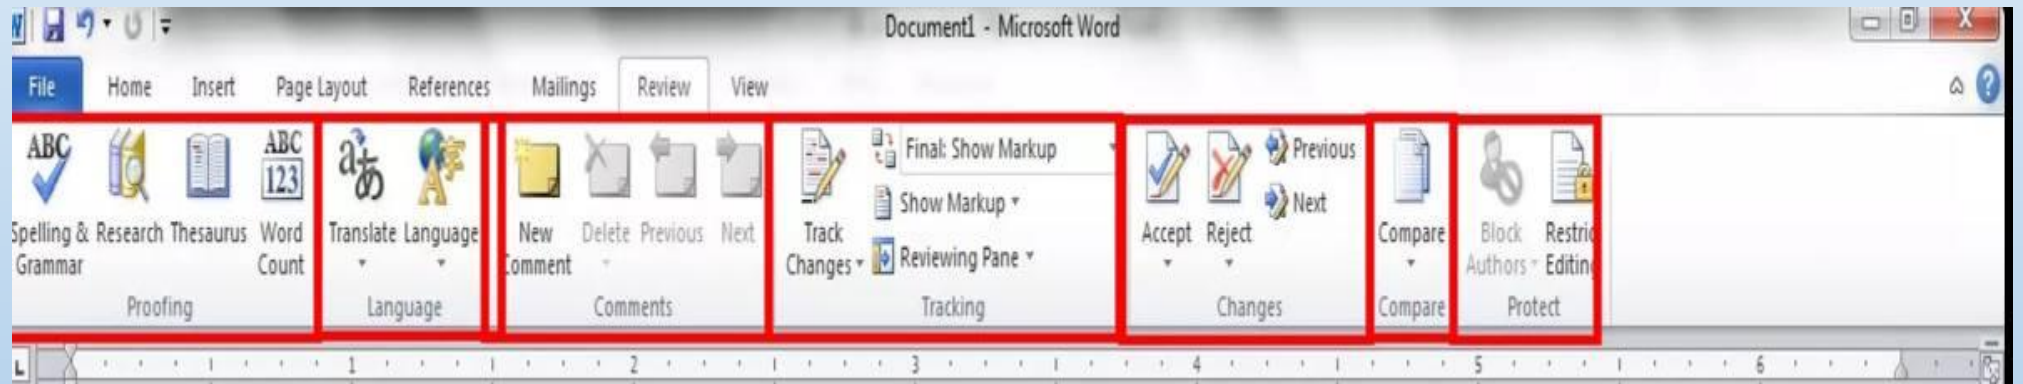 Document1 - Microsoft Word
File Home Insert Page Layout References Mailings Review View
ABC ABC 123
Final: Show Markup
Previous
Show Markup
Next
Spelling & Research Thesaurus Word Translate Language New Delete Previous Next Track Accept Reject Compare Block Restric
Grammar Count Comment Changes Reviewing Pane Authors Editin
Proofing Language Comments Tracking Changes Compare Protect
L 1 2 3 4 5 6